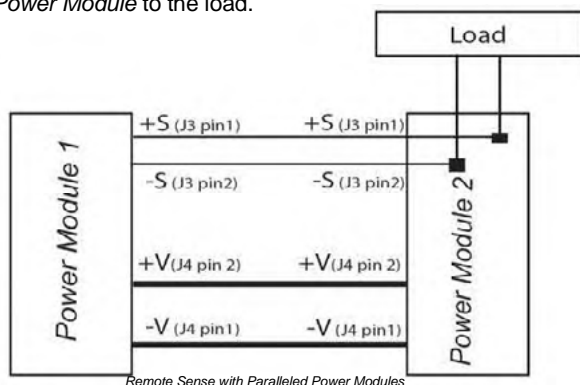 Power Module to the load.
Load
+S (J3 pin1) +S (J3 pin1)
-S (J3 pin2) -S (J3 pin2)
Power Module 1
Power Module 2
+V(J4 pin 2) +V(J4 pin 2)
-V (J4 pin1) -V (J4 pin1)
Remote Sense with Paralleled Power Modules